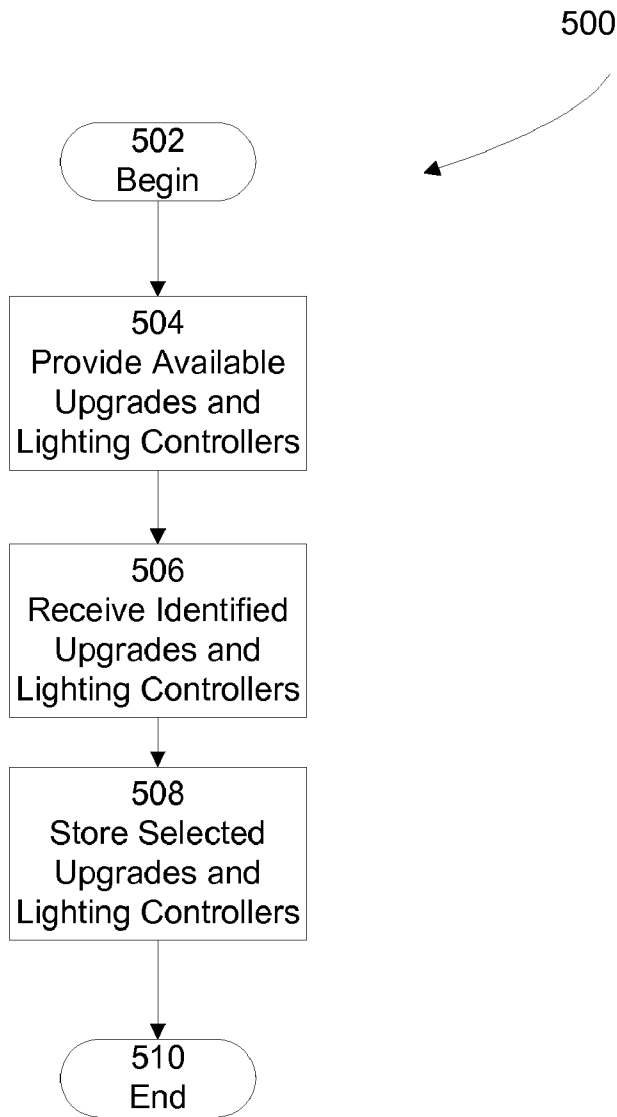 500
502
Begin
504
Provide Available
Upgrades and
Lighting Controllers
506
Receive Identified
Upgrades and
Lighting Controllers
508
Store Selected
Upgrades and
Lighting Controllers
510
End